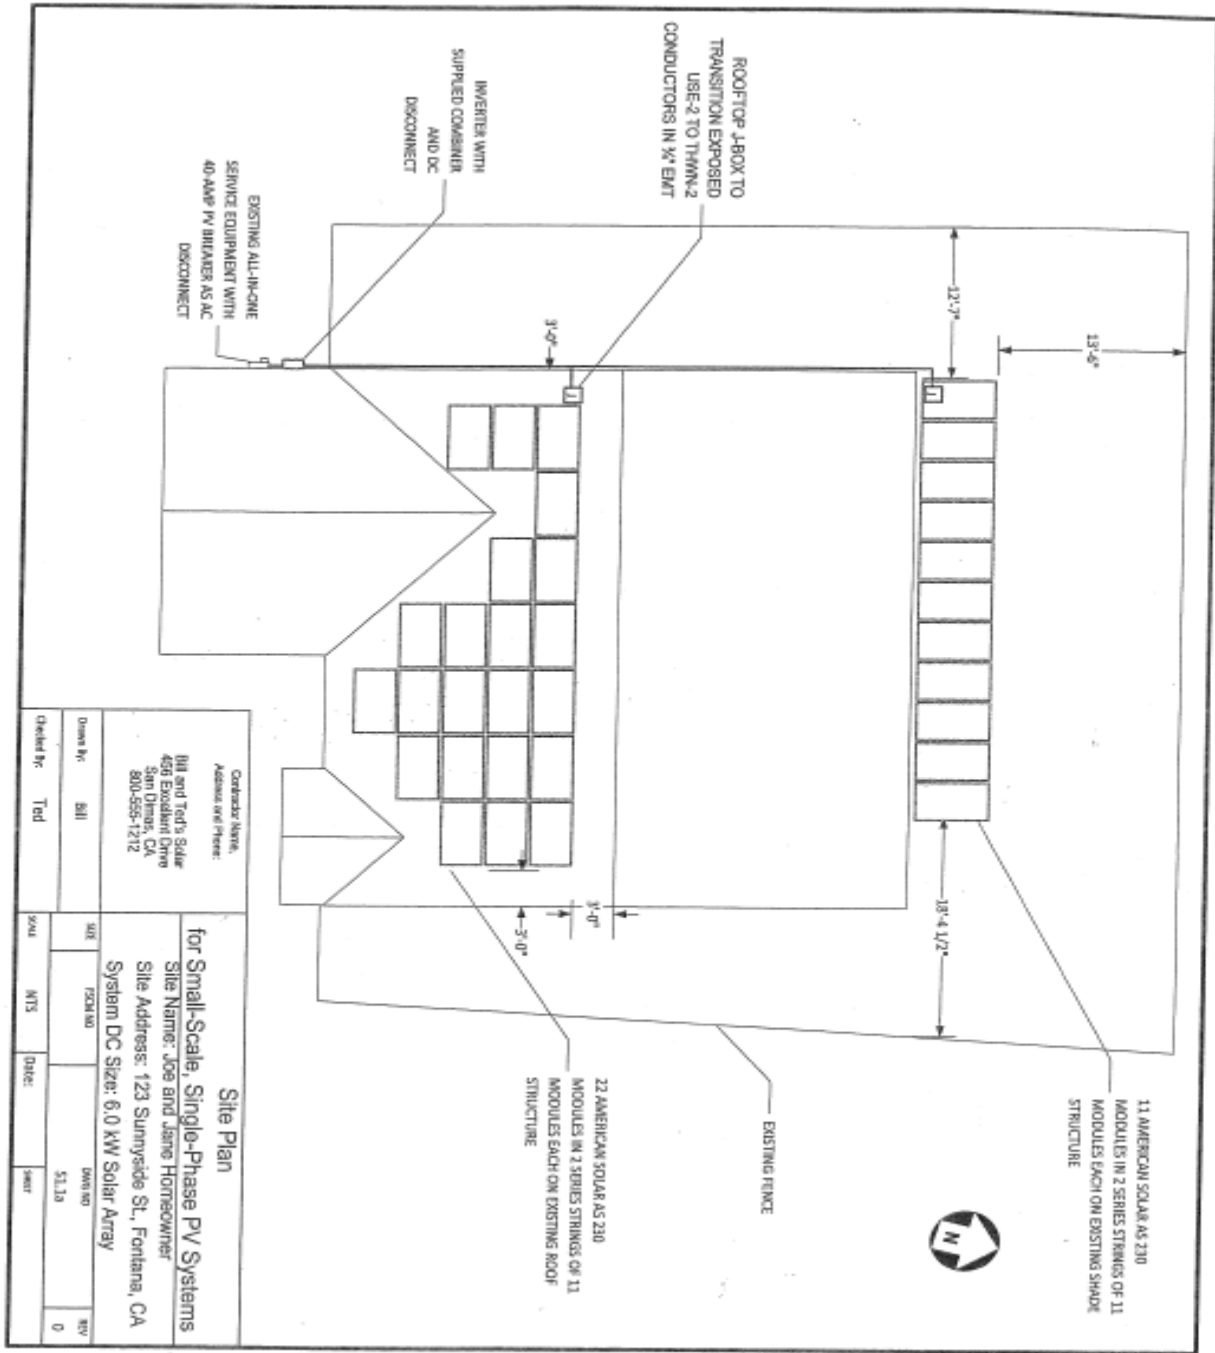 ROOFTOP J-BOX TO
TRANSITION EXPOSED
USE-2 TO THWN-2
CONDUCTORS IN ¾" EMT
INVERTER WITH
SUPPLIED COMBINER
AND DC
DISCONNECT
EXISTING ALL-IN-ONE
SERVICE EQUIPMENT WITH
40-AMP PV BREAKER AS AC
DISCONNECT
12'-7"
13'-6"
3'-0"
J
J
18'-4 1/2"
3'-0"
3'-0"
11 AMERICAN SOLAR AS 230
MODULES IN 2 SERIES STRINGS OF 11
MODULES EACH ON EXISTING SHADE
STRUCTURE
EXISTING FENCE
22 AMERICAN SOLAR AS 230
MODULES IN 2 SERIES STRINGS OF 11
MODULES EACH ON EXISTING ROOF
STRUCTURE
N
Contractor Name,
Address and Phone:
Bill and Ted's Solar
456 Excellent Drive
San Dimas, CA
800-555-1212
Drawn By: Bill
Checked By: Ted
Site Plan
for Small-Scale, Single-Phase PV Systems
Site Name: Joe and Jane Homeowner
Site Address: 123 Sunnyside St., Fontana, CA
System DC Size: 6.0 kW Solar Array
SIZE
FSCM NO
DWG NO
S1.1a
REV
0
SCALE
NTS
Date:
SHEET